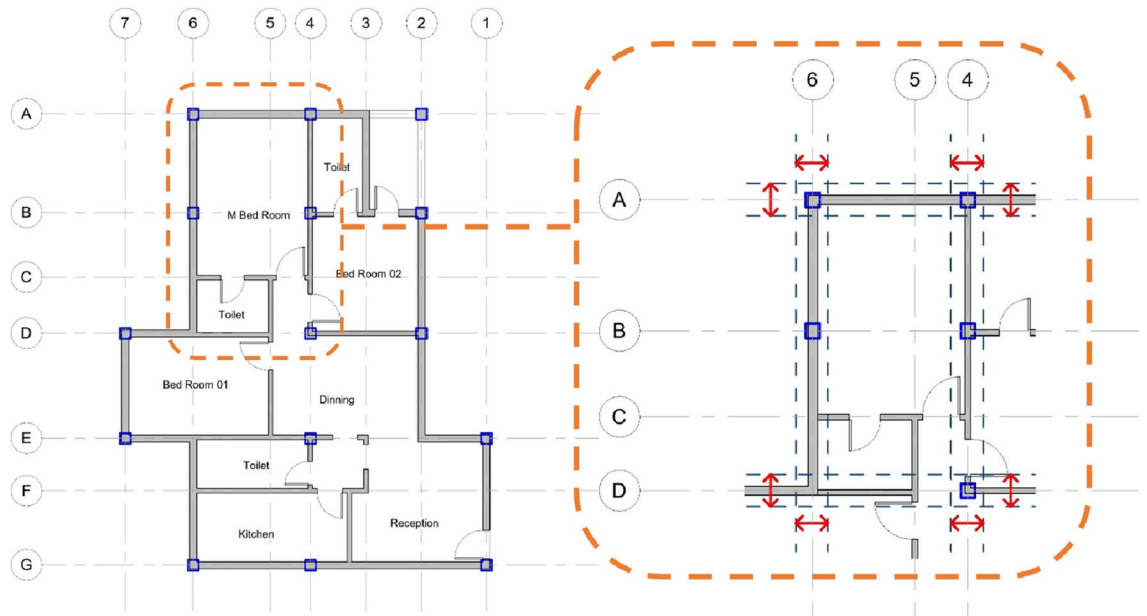 7 6 5 4 3 2 1
A
Toilet
B
M Bed Room
C
Bed Room 02
Toilet
D
Bed Room 01
Dinning
E
Toilet
F
Kitchen
Reception
G
6 5 4
A
B
C
D